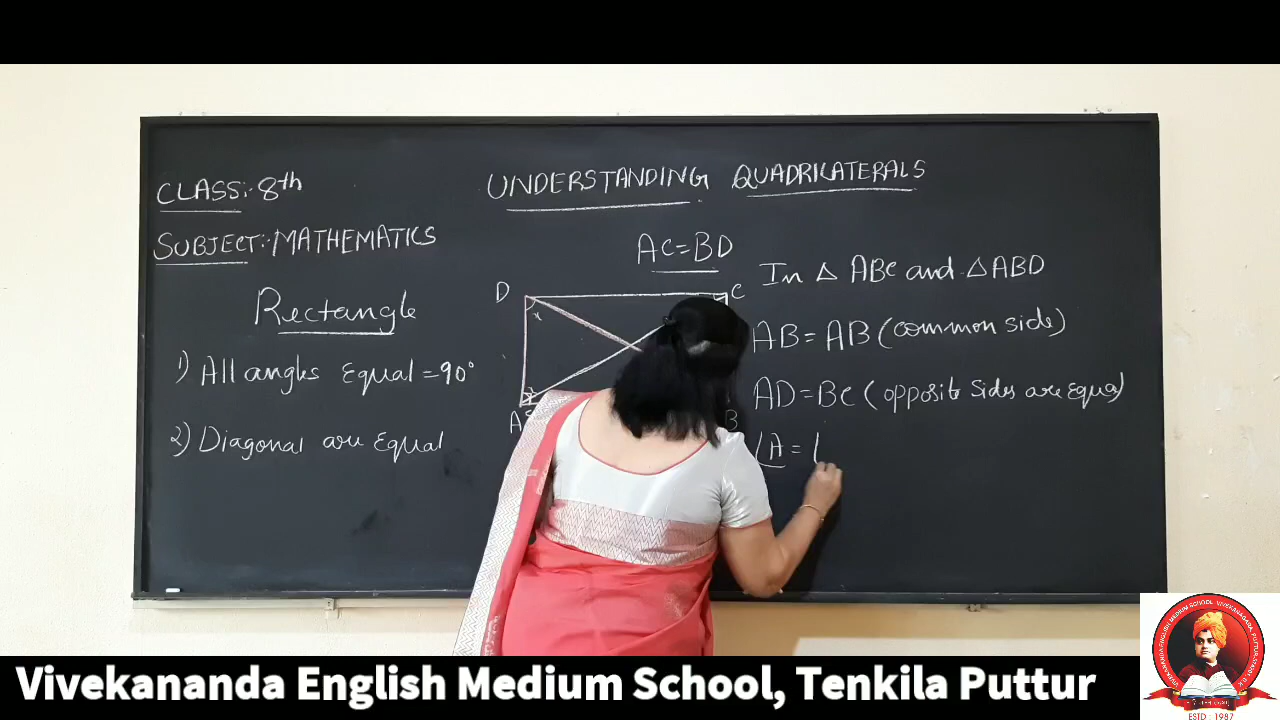 CLASS:- 8th
UNDERSTANDING QUADRILATERALS
SUBJECT:- MATHEMATICS
AC=BD
Rectangle
1) All angles Equal = 90°
2) Diagonal are Equal
D
C
x
A
B
In △ ABC and △ABD
AB = AB (common side)
AD = BC (opposite sides are Equal)
∠A = ∠
Vivekananda English Medium School, Tenkila Puttur
ESTD : 1987